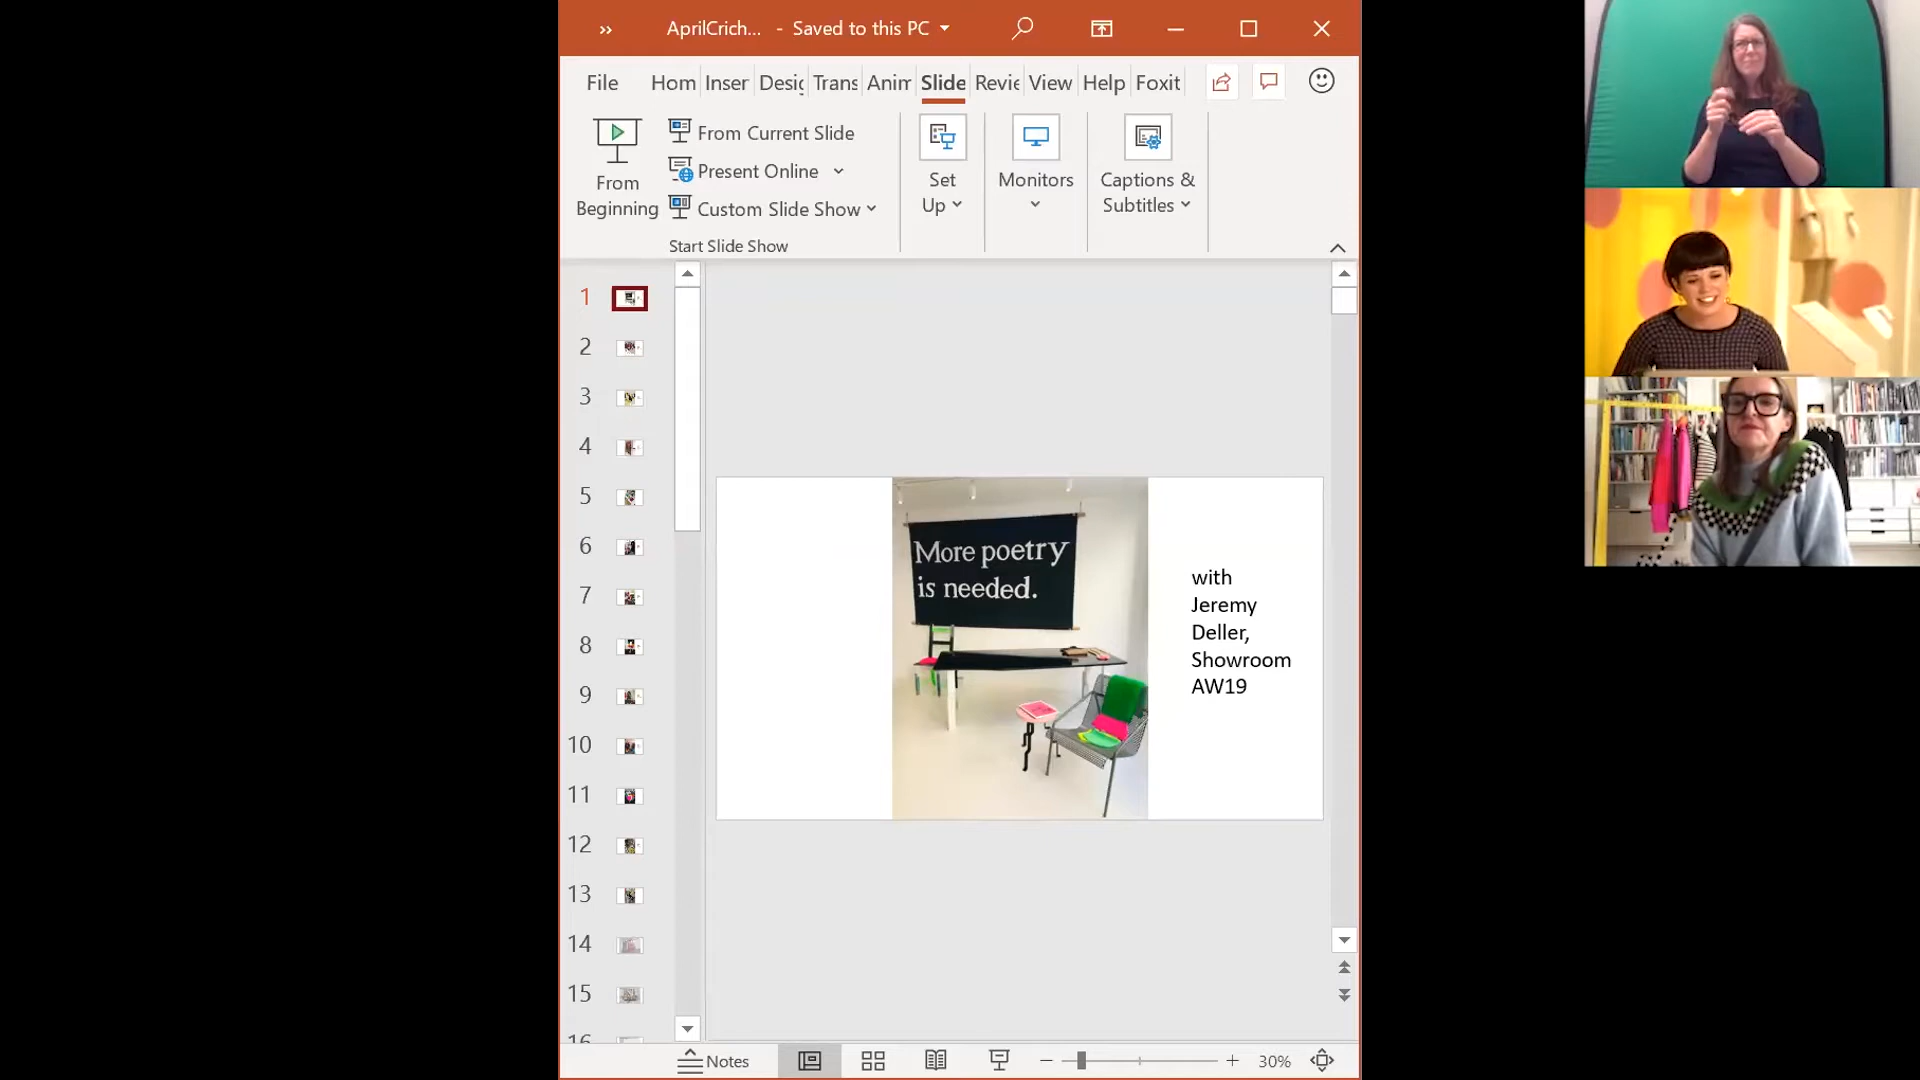 AprilCrich... - Saved to this PC
File Hom Inser Desig Trans Anim Slide Revie View Help Foxit
From Beginning
From Current Slide
Present Online
Custom Slide Show
Start Slide Show
Set Up
Monitors
Captions & Subtitles
1
2
3
4
5
6
7
8
9
10
11
12
13
14
15
16
More poetry
is needed.
with
Jeremy
Deller,
Showroom
AW19
Notes
30%